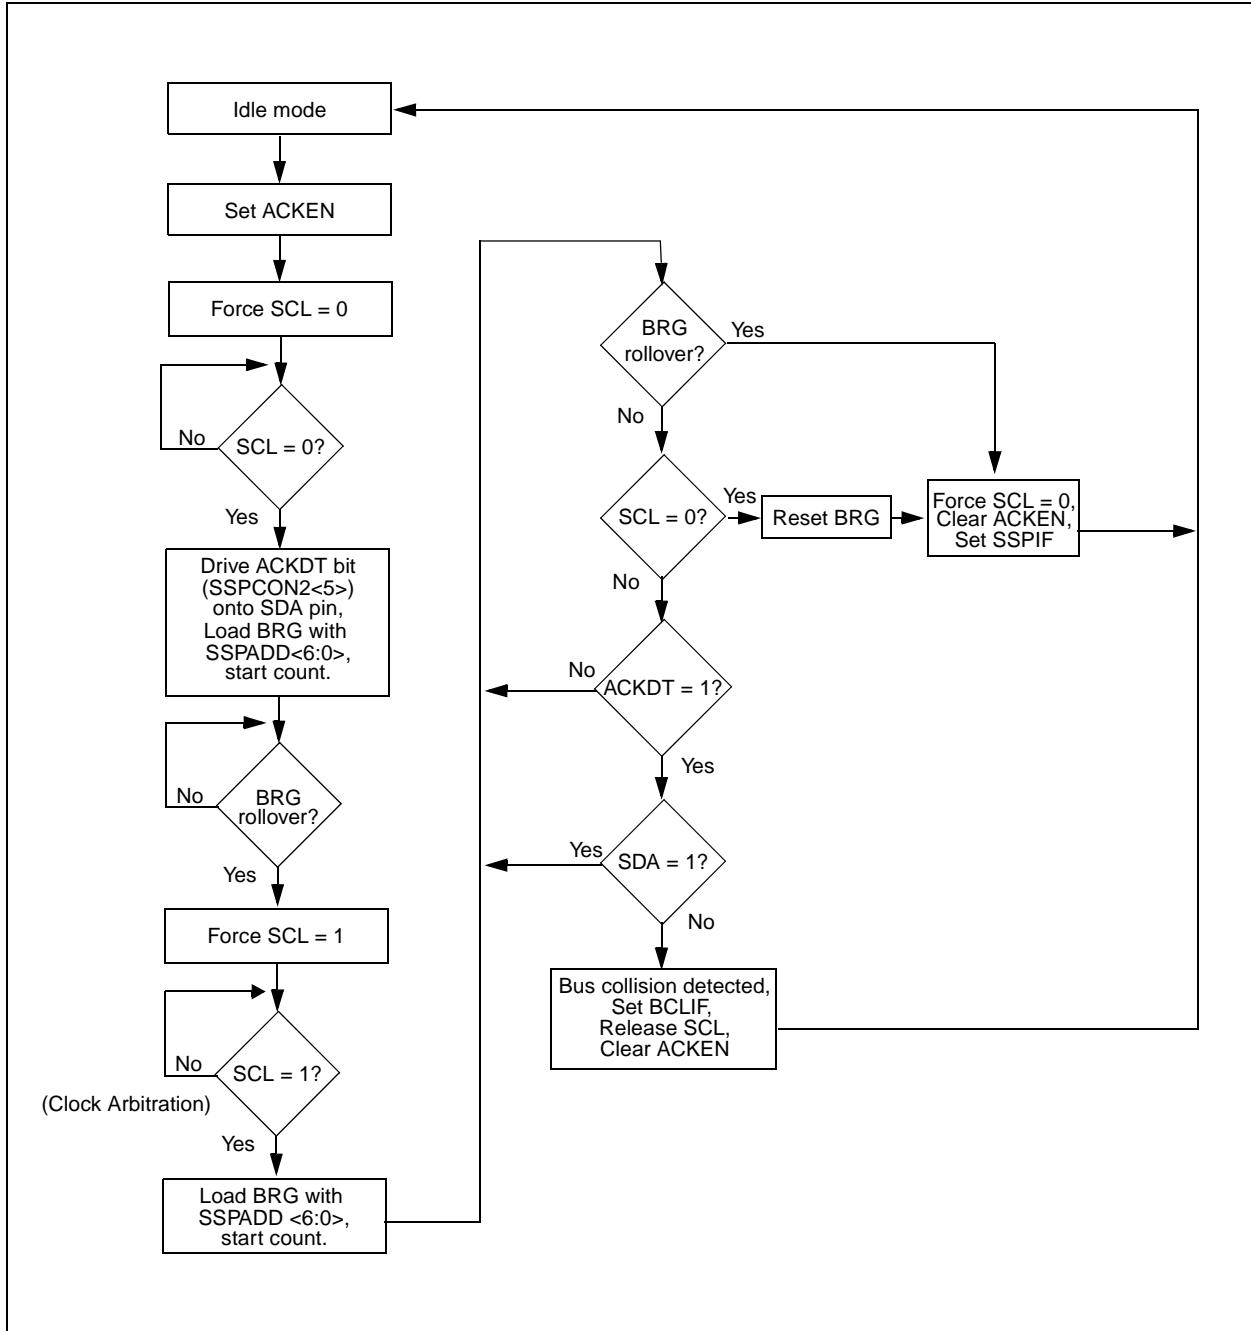 Idle mode
Set ACKEN
Force SCL = 0
No
SCL = 0?
Yes
Drive ACKDT bit
(SSPCON2<5>)
onto SDA pin,
Load BRG with
SSPADD<6:0>,
start count.
No
BRG
rollover?
Yes
Force SCL = 1
No
SCL = 1?
(Clock Arbitration)
Yes
Load BRG with
SSPADD <6:0>,
start count.
BRG
rollover?
Yes
No
SCL = 0?
Yes
Reset BRG
Force SCL = 0,
Clear ACKEN,
Set SSPIF
No
No
ACKDT = 1?
Yes
Yes
SDA = 1?
No
Bus collision detected,
Set BCLIF,
Release SCL,
Clear ACKEN